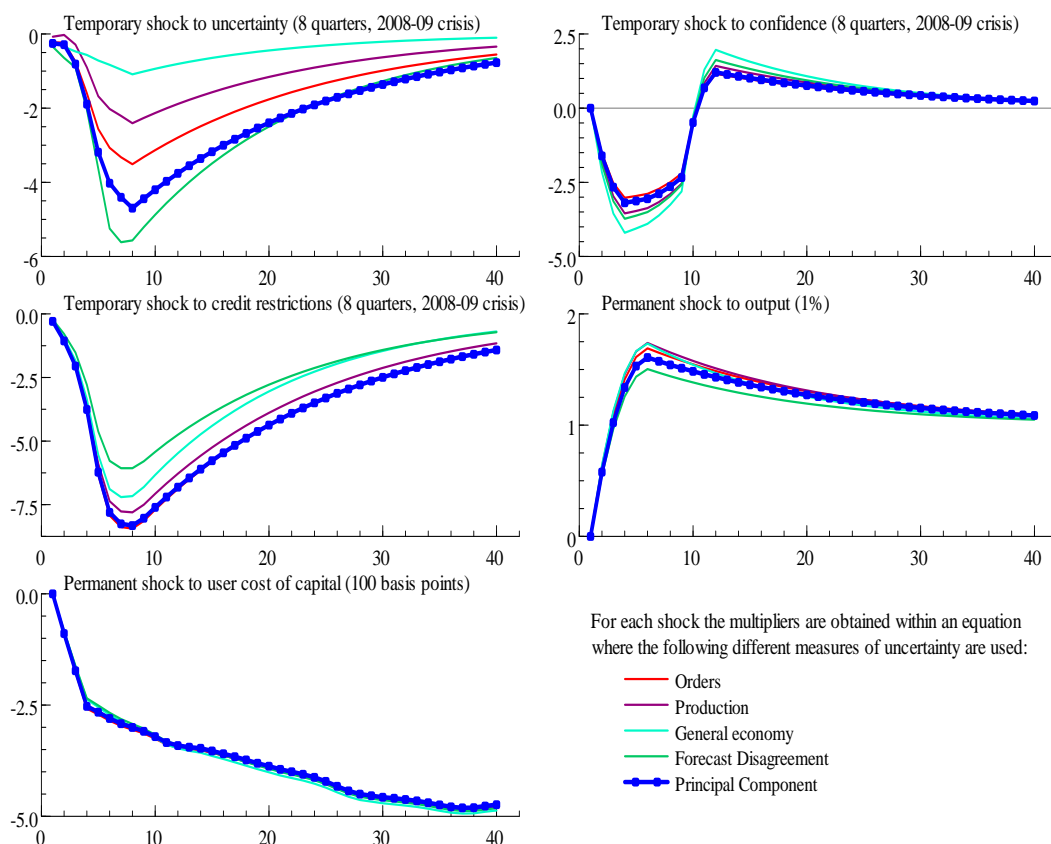 Temporary shock to uncertainty (8 quarters, 2008-09 crisis)
0
-2
-4
-6
0 10 20 30 40
Temporary shock to confidence (8 quarters, 2008-09 crisis)
2.5
0.0
-2.5
-5.0
0 10 20 30 40
Temporary shock to credit restrictions (8 quarters, 2008-09 crisis)
0.0
-2.5
-5.0
-7.5
0 10 20 30 40
Permanent shock to output (1%)
2
1
0
0 10 20 30 40
Permanent shock to user cost of capital (100 basis points)
0.0
-2.5
-5.0
0 10 20 30 40
For each shock the multipliers are obtained within an equation
where the following different measures of uncertainty are used:
Orders
Production
General economy
Forecast Disagreement
Principal Component